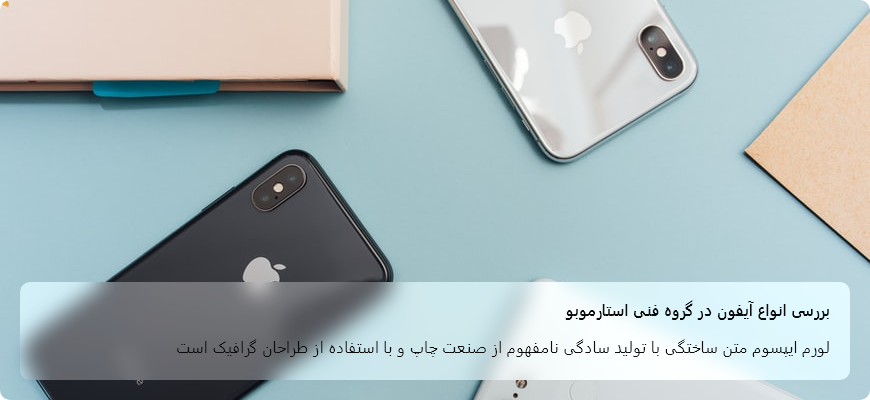 بررسی انواع آیفون در گروه فنی استارموبو
لورم ایپسوم متن ساختگی با تولید سادگی نامفهوم از صنعت چاپ و با استفاده از طراحان گرافیک است